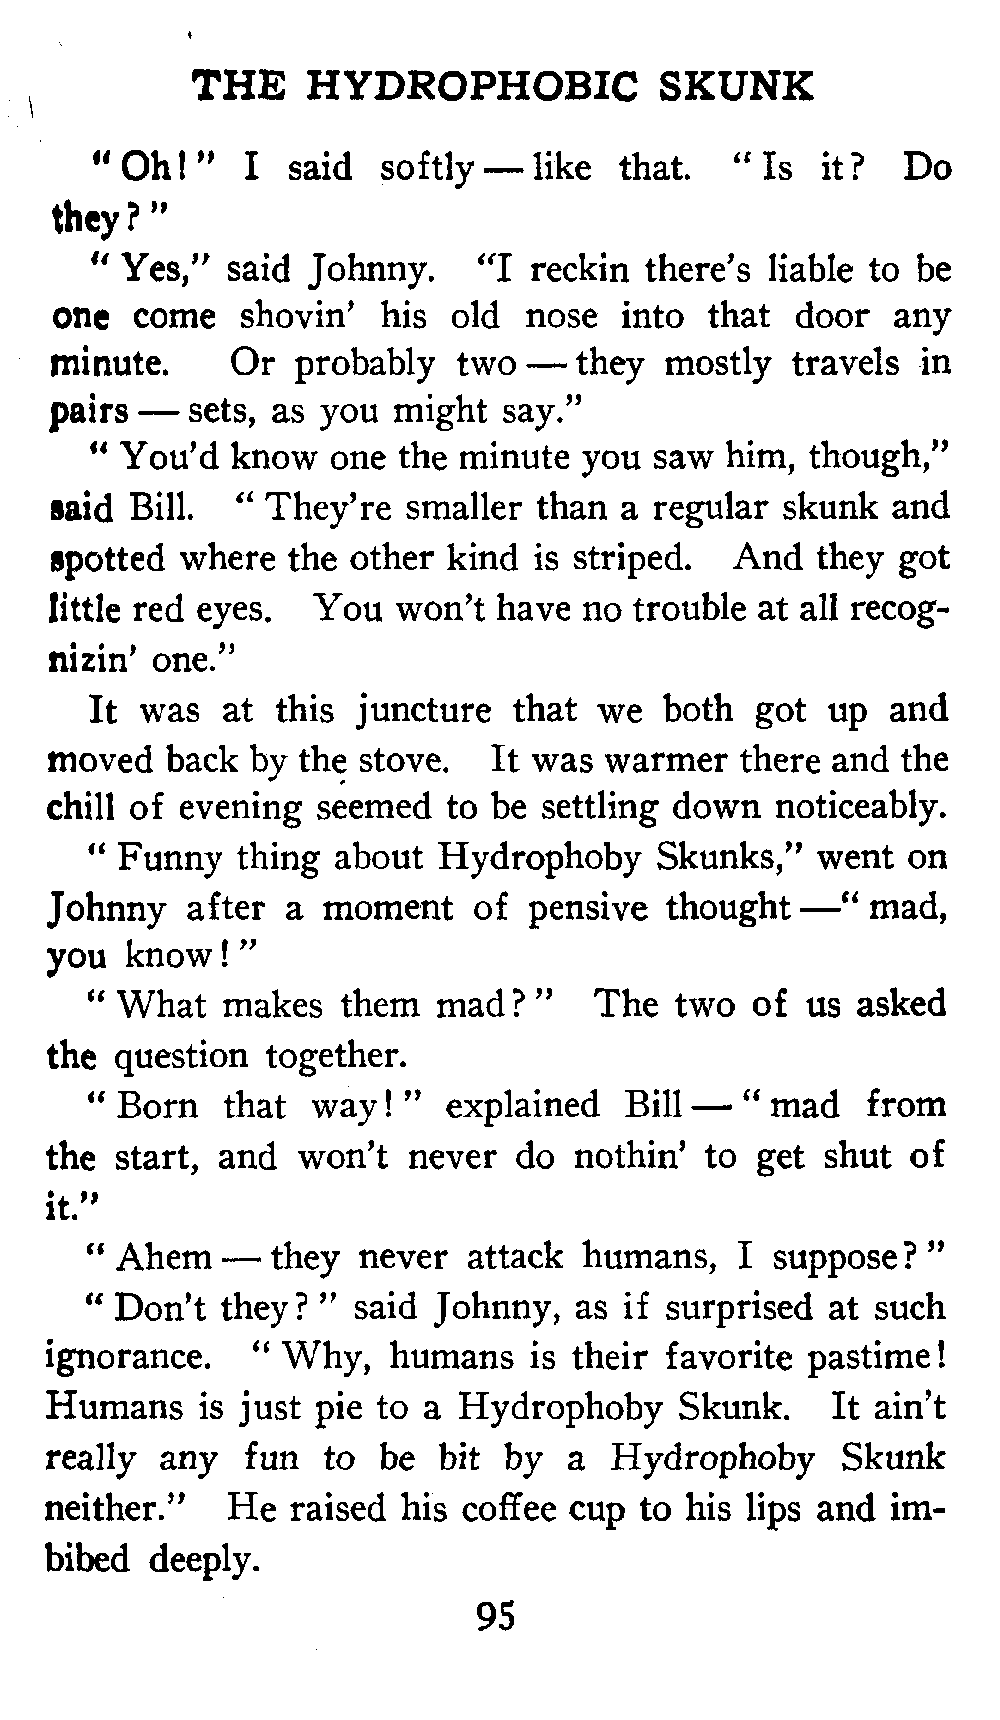 THE HYDROPHOBIC SKUNK
"Oh!" I said softly — like that. "Is it? Do
they?"
"Yes," said Johnny. "I reckin there's liable to be
one come shovin' his old nose into that door any
minute. Or probably two — they mostly travels in
pairs — sets, as you might say."
"You'd know one the minute you saw him, though,"
said Bill. "They're smaller than a regular skunk and
spotted where the other kind is striped. And they got
little red eyes. You won't have no trouble at all recog-
nizin' one."
It was at this juncture that we both got up and
moved back by the stove. It was warmer there and the
chill of evening seemed to be settling down noticeably.
"Funny thing about Hydrophoby Skunks," went on
Johnny after a moment of pensive thought —"mad,
you know!"
"What makes them mad?" The two of us asked
the question together.
"Born that way!" explained Bill — "mad from
the start, and won't never do nothin' to get shut of
it."
"Ahem — they never attack humans, I suppose?"
"Don't they?" said Johnny, as if surprised at such
ignorance. "Why, humans is their favorite pastime!
Humans is just pie to a Hydrophoby Skunk. It ain't
really any fun to be bit by a Hydrophoby Skunk
neither." He raised his coffee cup to his lips and im-
bibed deeply.
95